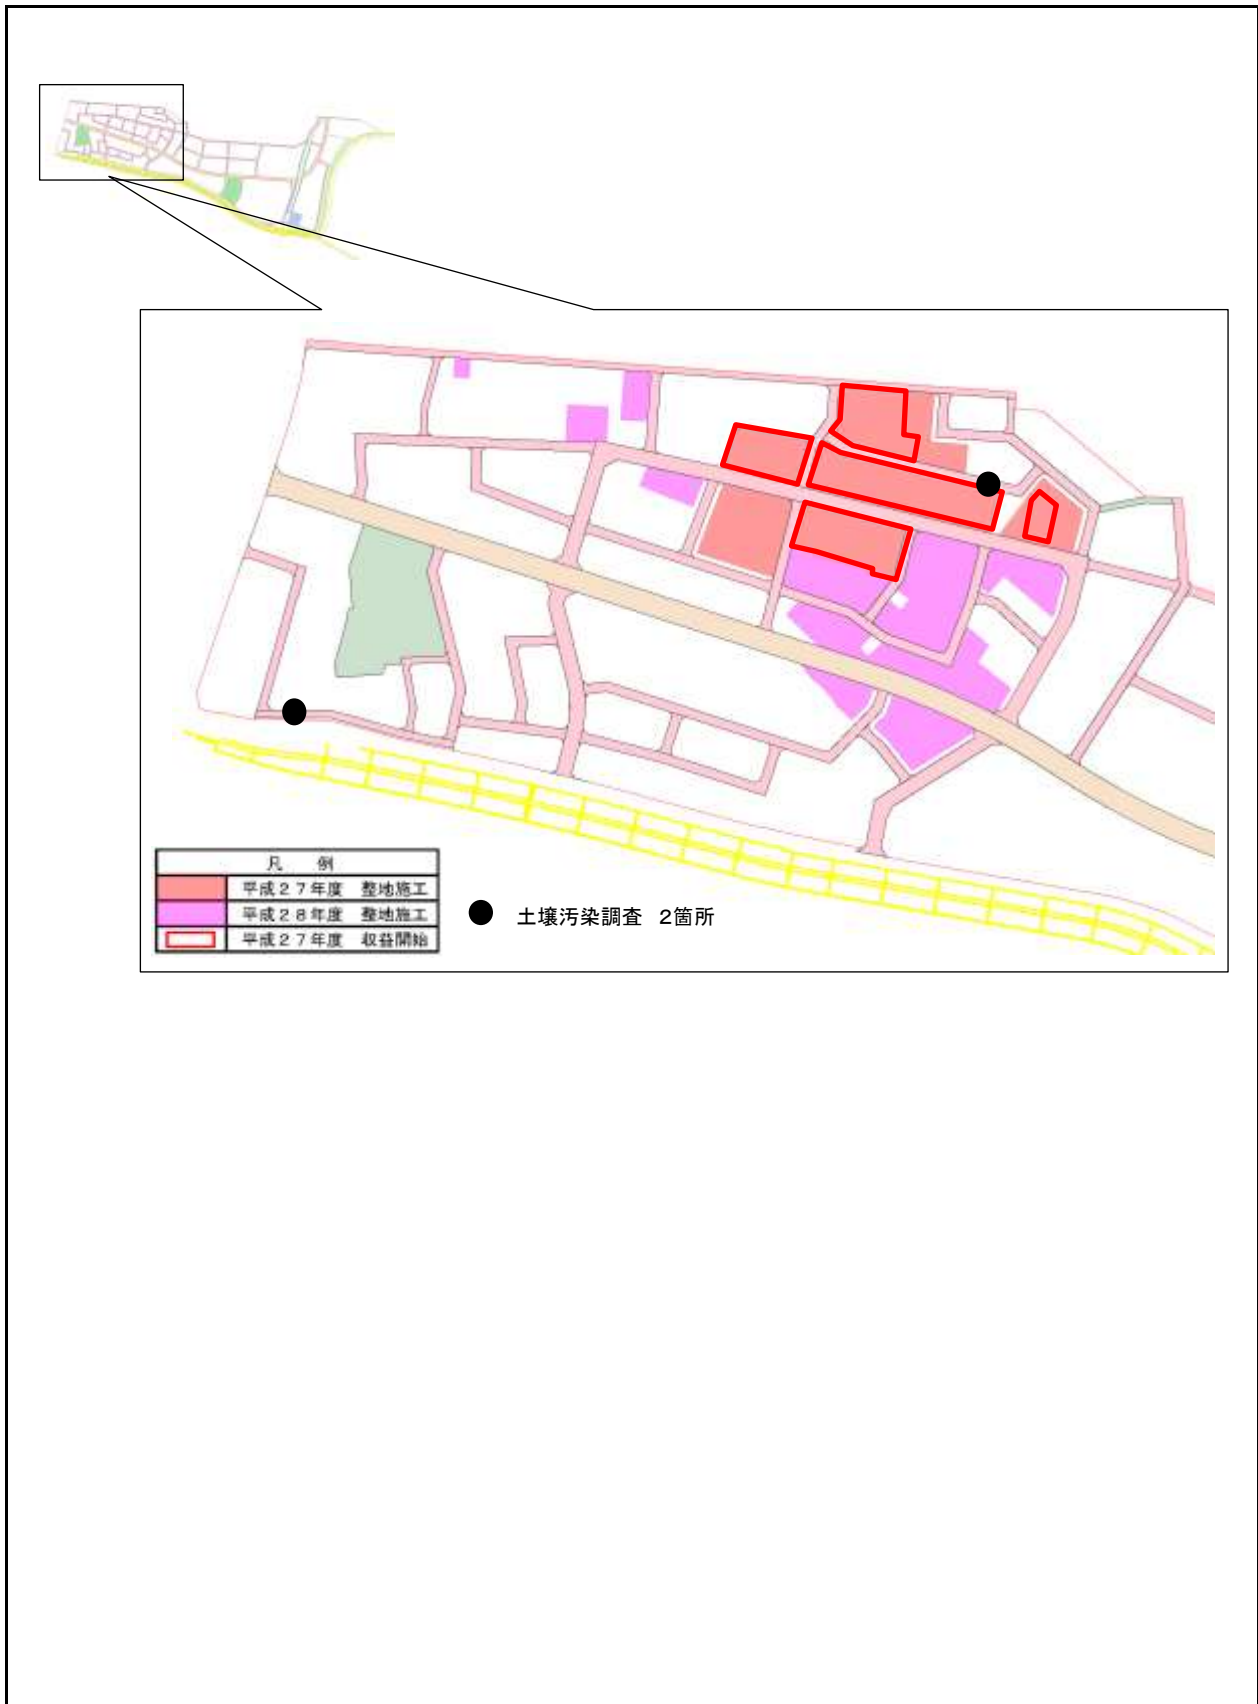 凡　例
平成２７年度　整地施工
平成２８年度　整地施工
平成２７年度　収益開始
土壌汚染調査　2箇所